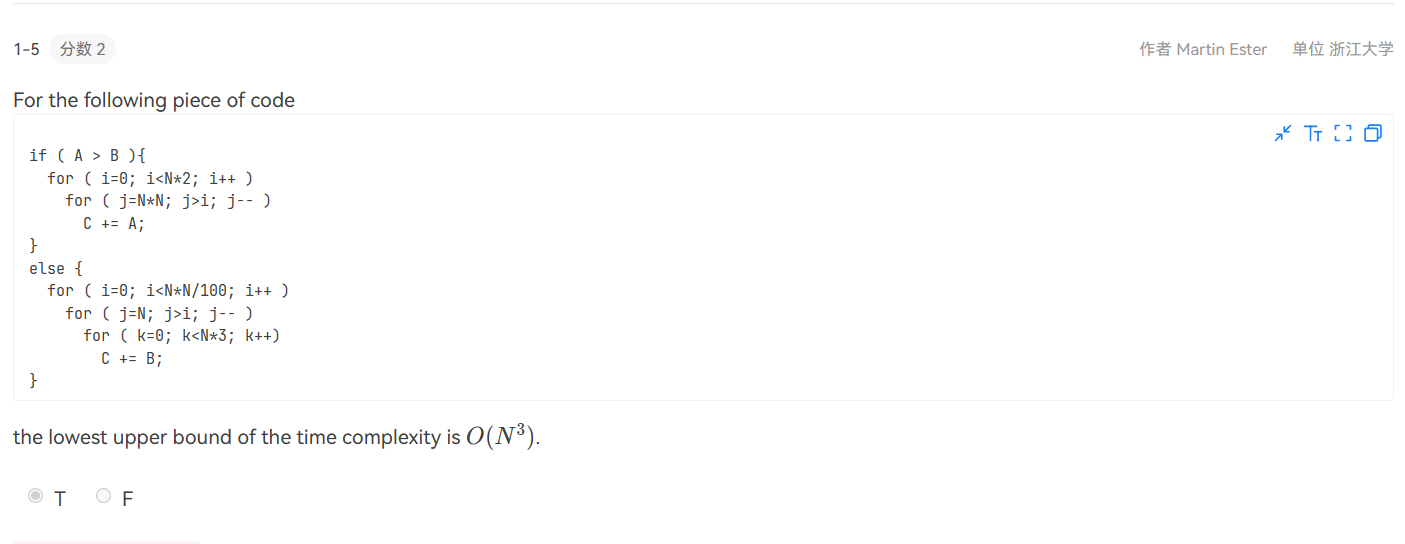 1-5 分数 2 作者 Martin Ester 单位 浙江大学
For the following piece of code
if ( A > B ){
  for ( i=0; i<N*2; i++ )
    for ( j=N*N; j>i; j-- )
      C += A;
}
else {
  for ( i=0; i<N*N/100; i++ )
    for ( j=N; j>i; j-- )
      for ( k=0; k<N*3; k++)
        C += B;
}
the lowest upper bound of the time complexity is O(N³).
T F